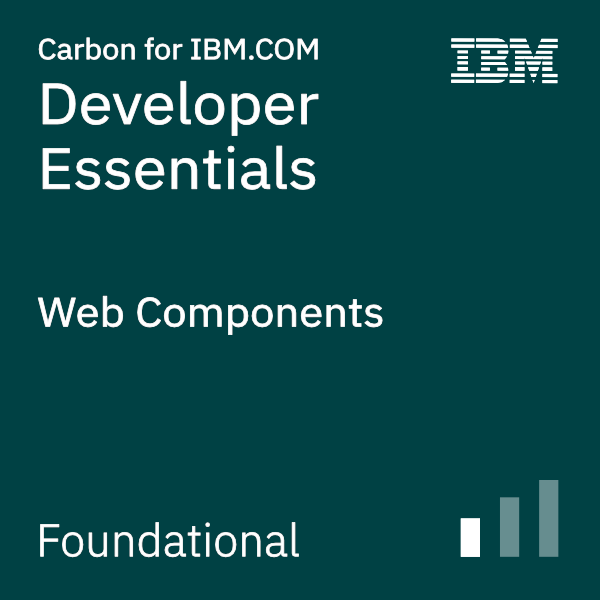 Carbon for IBM.COM
IBM
Developer
Essentials
Web Components
Foundational